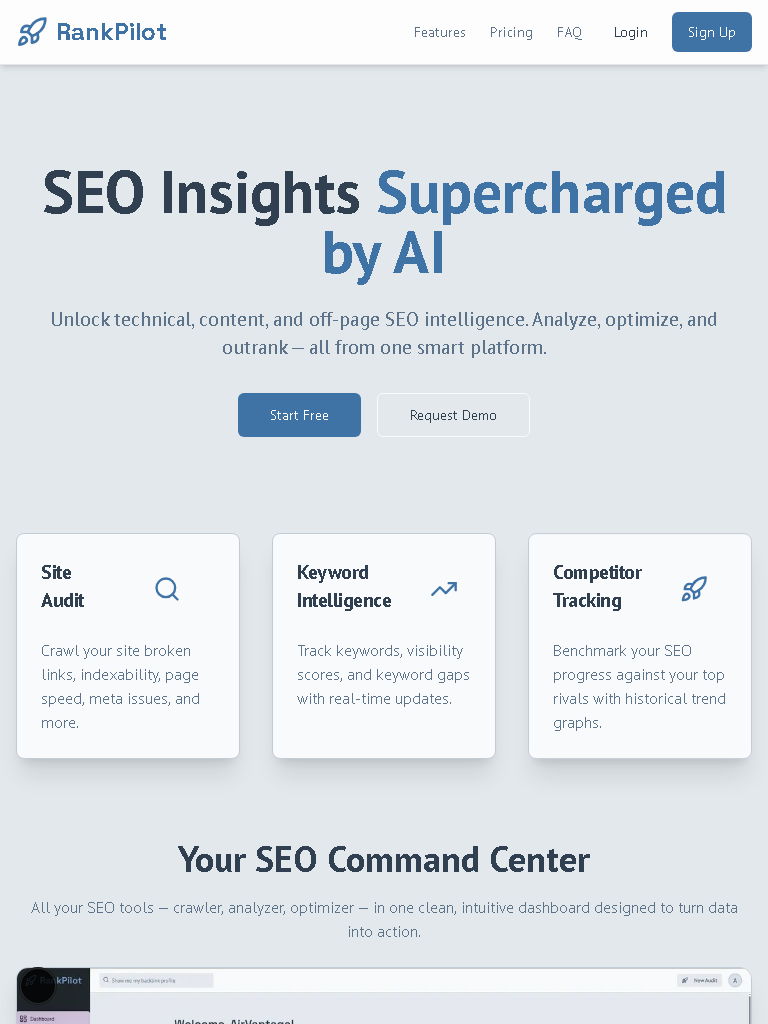 RankPilot
Features Pricing FAQ Login Sign Up
SEO Insights Supercharged
by AI
Unlock technical, content, and off-page SEO intelligence. Analyze, optimize, and
outrank — all from one smart platform.
Start Free Request Demo
Site
Audit
Crawl your site broken
links, indexability, page
speed, meta issues, and
more.
Keyword
Intelligence
Track keywords, visibility
scores, and keyword gaps
with real-time updates.
Competitor
Tracking
Benchmark your SEO
progress against your top
rivals with historical trend
graphs.
Your SEO Command Center
All your SEO tools — crawler, analyzer, optimizer — in one clean, intuitive dashboard designed to turn data
into action.
Show me my backlink profile
New Audit
A
Dashboard